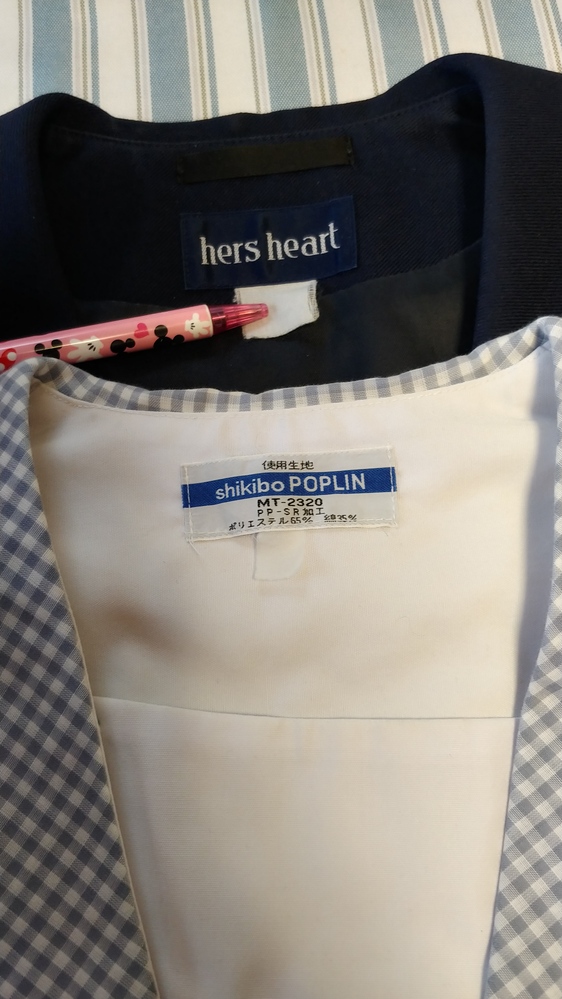 hers heart
使用生地
shikibo POPLIN
MT-2320
PP-SR加工
ポリエステル65% 綿35%